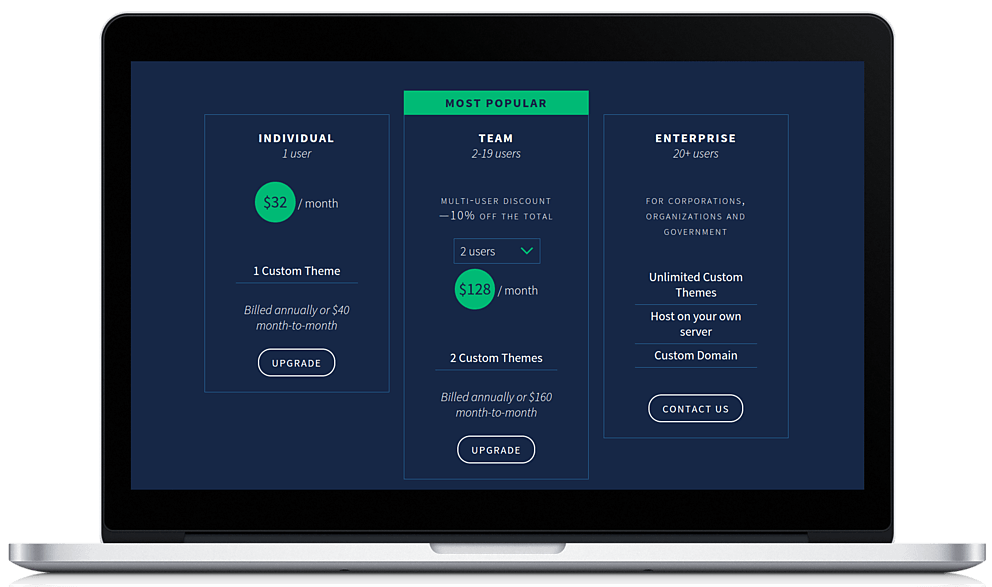 INDIVIDUAL
1 user
$32 / month
1 Custom Theme
Billed annually or $40
month-to-month
UPGRADE
MOST POPULAR
TEAM
2-19 users
MULTI-USER DISCOUNT
—10% OFF THE TOTAL
2 users
$128 / month
2 Custom Themes
Billed annually or $160
month-to-month
UPGRADE
ENTERPRISE
20+ users
FOR CORPORATIONS,
ORGANIZATIONS AND
GOVERNMENT
Unlimited Custom
Themes
Host on your own
server
Custom Domain
CONTACT US